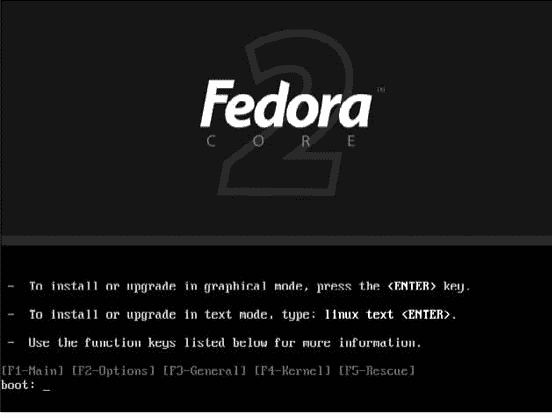 2
Fedora™
CORE
- To install or upgrade in graphical mode, press the <ENTER> key.
- To install or upgrade in text mode, type: linux text <ENTER>.
- Use the function keys listed below for more information.
[F1-Main] [F2-Options] [F3-General] [F4-Kernel] [F5-Rescue]
boot: _